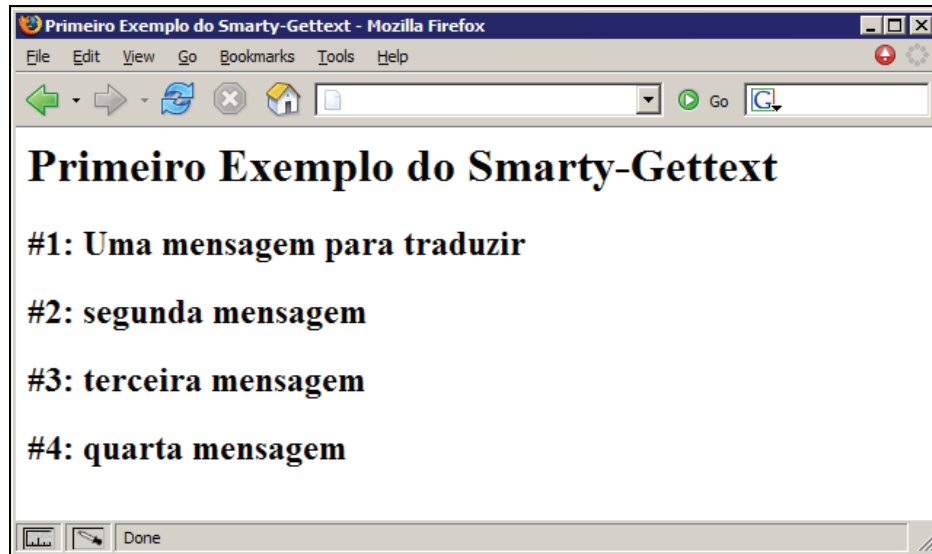 Primeiro Exemplo do Smarty-Gettext - Mozilla Firefox
File Edit View Go Bookmarks Tools Help
Go G
Primeiro Exemplo do Smarty-Gettext
#1: Uma mensagem para traduzir
#2: segunda mensagem
#3: terceira mensagem
#4: quarta mensagem
Done